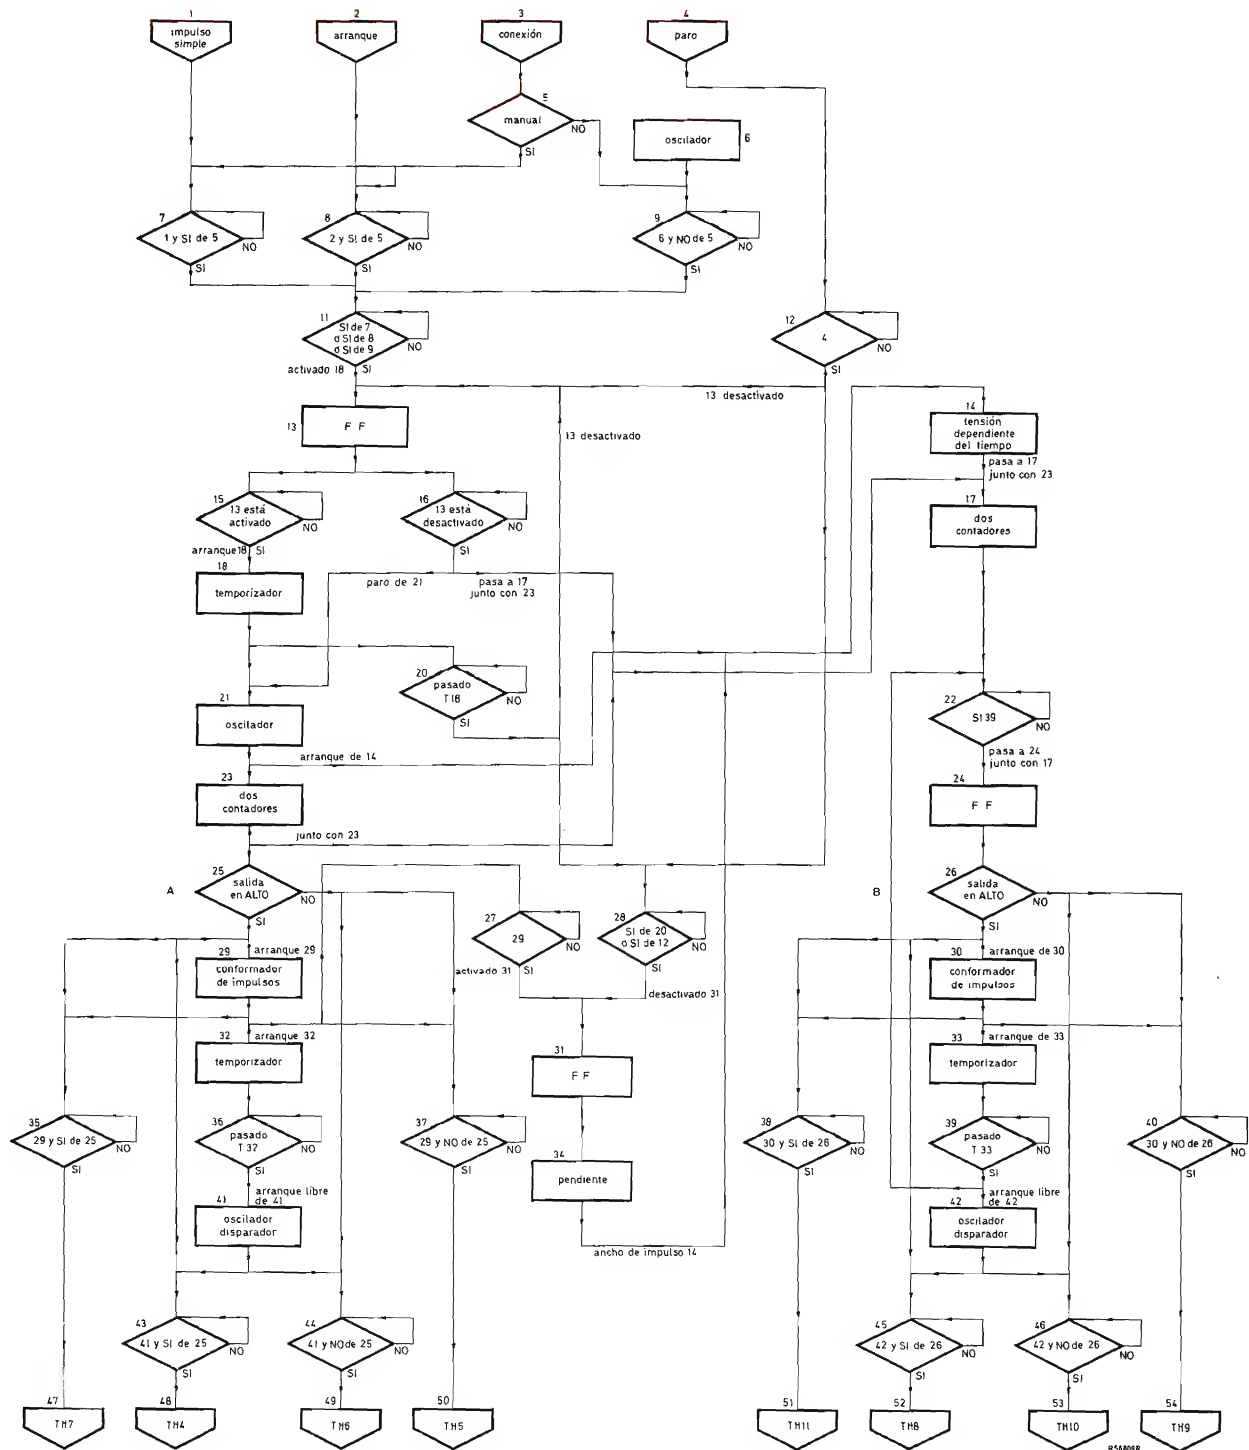 1
2
3
4
impulso
simple
arranque
conexión
paro
5
manual
NO
SI
oscilador
6
7
1 y SI de 5
NO
SI
8
2 y SI de 5
NO
SI
9
6 y NO de 5
NO
SI
11
SI de 7
o SI de 8
o SI de 9
NO
activado 18
SI
12
4
NO
SI
13 desactivado
13
F F
13 desactivado
14
tensión
dependiente
del tiempo
pasa a 17
junto con 23
15
13 está
activado
NO
arranque 18
SI
16
13 está
desactivado
NO
SI
17
dos
contadores
18
temporizador
paro de 21
pasa a 17
junto con 23
20
pasado
T 18
NO
SI
21
oscilador
22
SI 39
NO
SI
arranque de 14
pasa a 24
junto con 17
23
dos
contadores
24
F F
junto con 23
A
25
salida
en ALTO
NO
SI
B
26
salida
en ALTO
NO
SI
27
29
NO
SI
28
SI de 20
o SI de 12
NO
SI
arranque 29
29
conformador
de impulsos
activado 31
desactivado 31
arranque de 30
30
conformador
de impulsos
arranque 32
32
temporizador
31
F F
arranque de 33
33
temporizador
35
29 y SI de 25
NO
SI
36
pasado
T 32
NO
SI
37
29 y NO de 25
NO
SI
34
pendiente
38
30 y SI de 26
NO
SI
39
pasado
T 33
NO
SI
40
30 y NO de 26
NO
SI
arranque libre
de 41
41
oscilador
disparador
ancho de impulso 14
arranque libre
de 42
42
oscilador
disparador
43
41 y SI de 25
NO
SI
44
41 y NO de 25
NO
SI
45
42 y SI de 26
NO
SI
46
42 y NO de 26
NO
SI
47
TH7
48
TH4
49
TH6
50
TH5
51
TH11
52
TH8
53
TH10
54
TH9